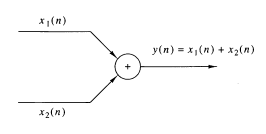 x₁(n)
y(n) = x₁(n) + x₂(n)
+
x₂(n)